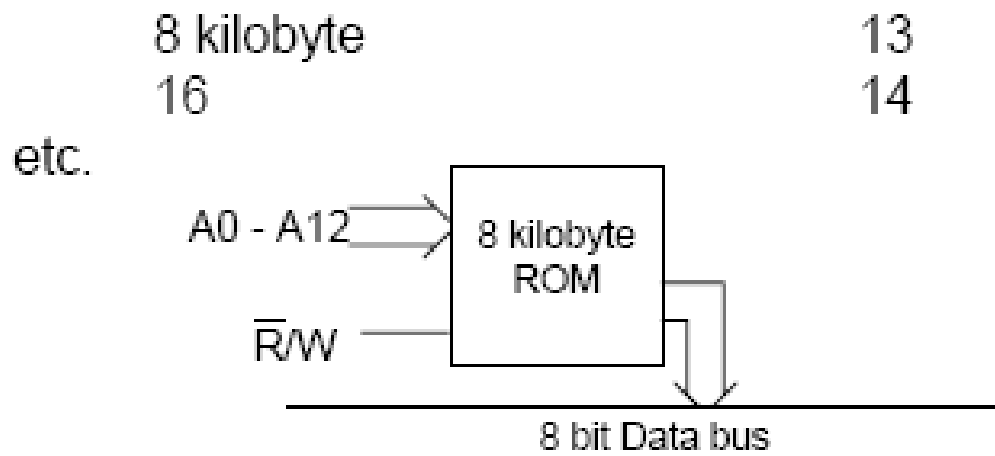 8 kilobyte 13
16 14
etc.
A0 - A12
8 kilobyte
ROM
R̅/W
8 bit Data bus